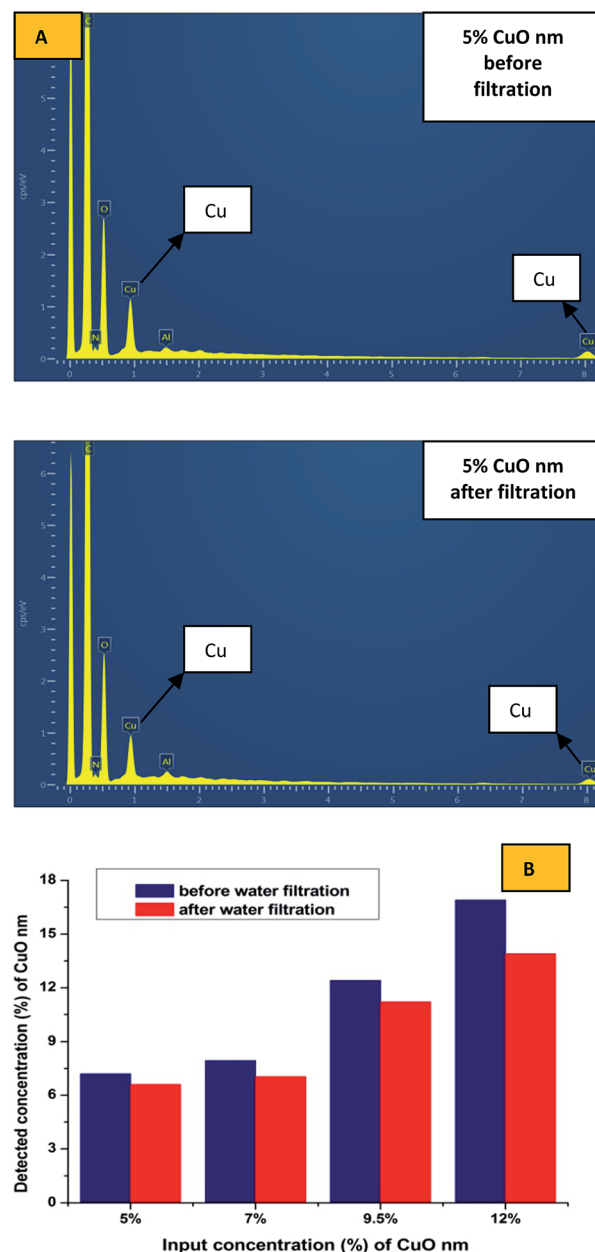 A
5% CuO nm
before
filtration
C
5
4
cps/eV
3
O
Cu
2
Cu
Cu
1
N
Al
Cu
0
0 1 2 3 4 5 6 7 8
5% CuO nm
after filtration
C
6
5
4
cps/eV
3
O
Cu
2
Cu
Cu
1
N
Al
Cu
0
0 1 2 3 4 5 6 7 8
B
before water filtration
after water filtration
Detected concentration (%) of CuO nm
18
15
12
9
6
3
0
5% 7% 9.5% 12%
Input concentration (%) of CuO nm